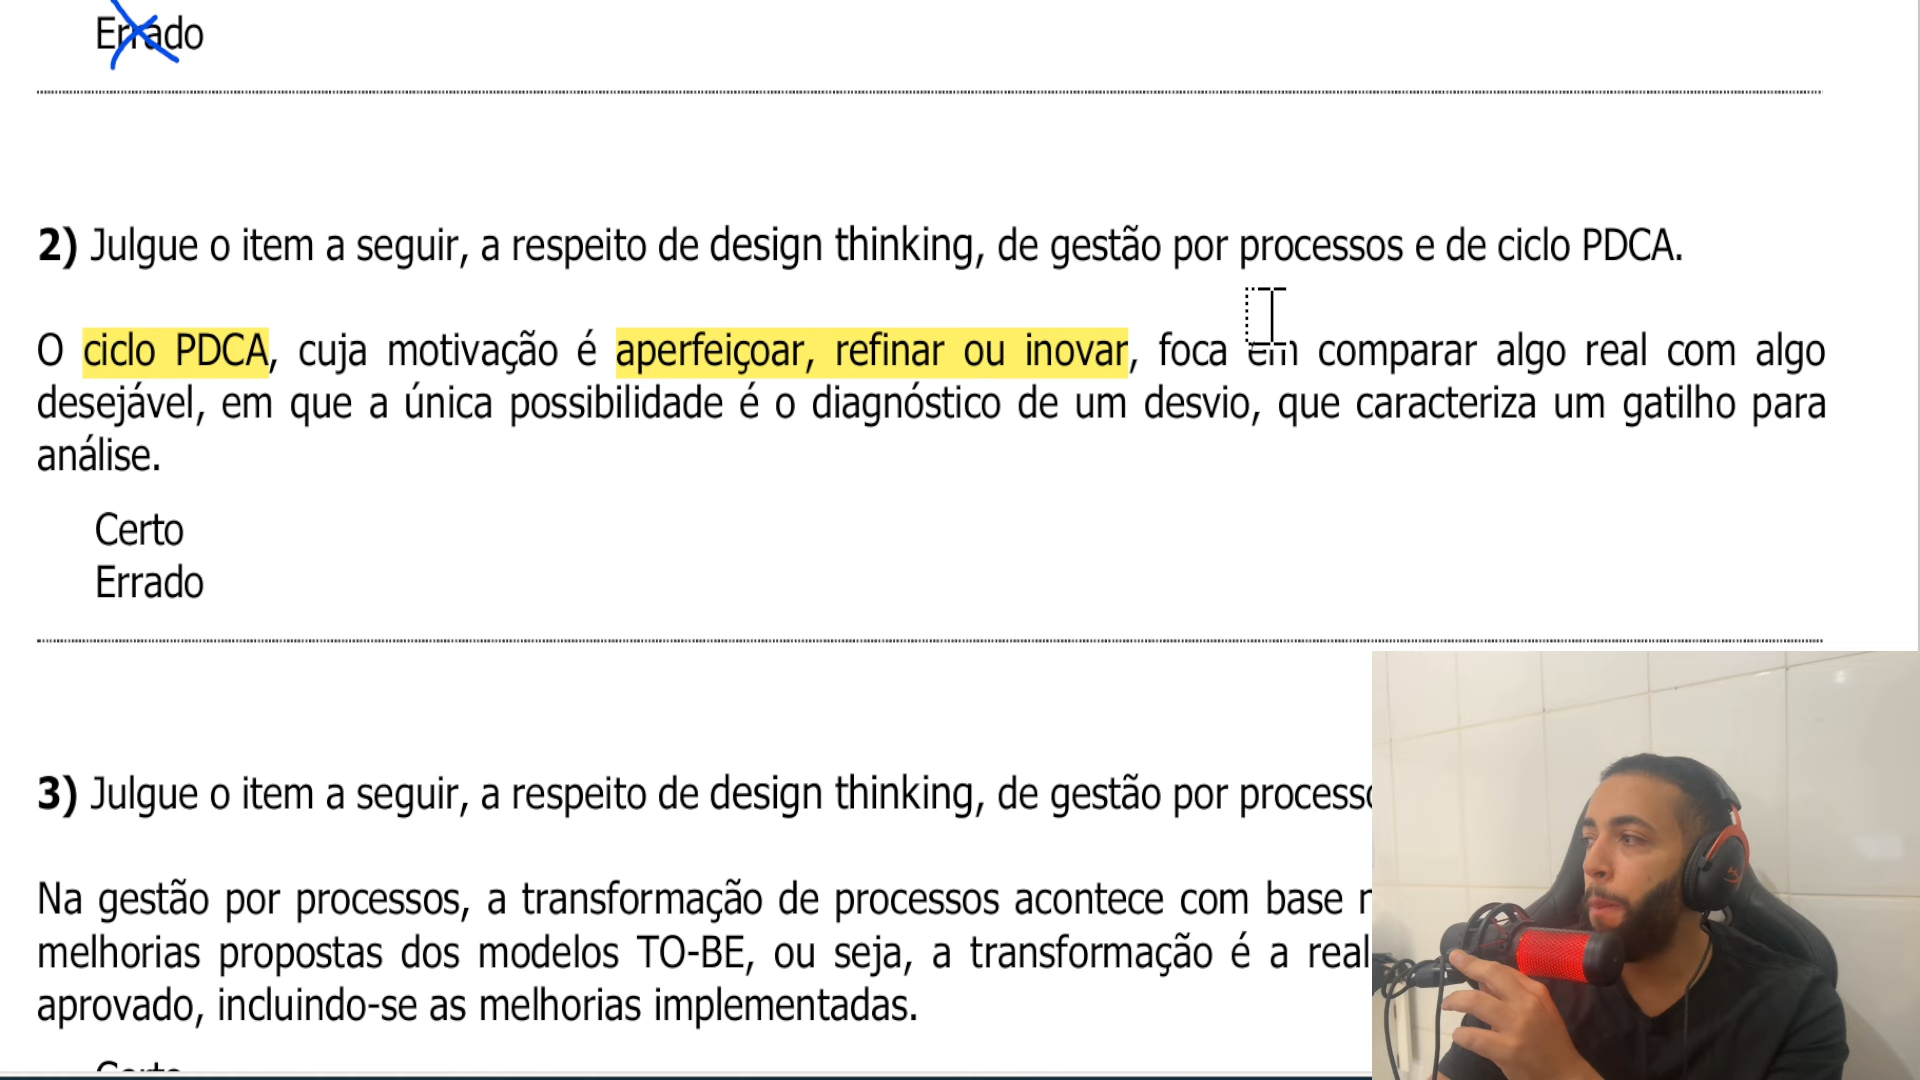 Errado
2) Julgue o item a seguir, a respeito de design thinking, de gestão por processos e de ciclo PDCA.
O ciclo PDCA, cuja motivação é aperfeiçoar, refinar ou inovar, foca em comparar algo real com algo
desejável, em que a única possibilidade é o diagnóstico de um desvio, que caracteriza um gatilho para
análise.
Certo
Errado
3) Julgue o item a seguir, a respeito de design thinking, de gestão por
Na gestão por processos, a transformação de processos acontece com base
melhorias propostas dos modelos TO-BE, ou seja, a transformação é a
aprovado, incluindo-se as melhorias implementadas.